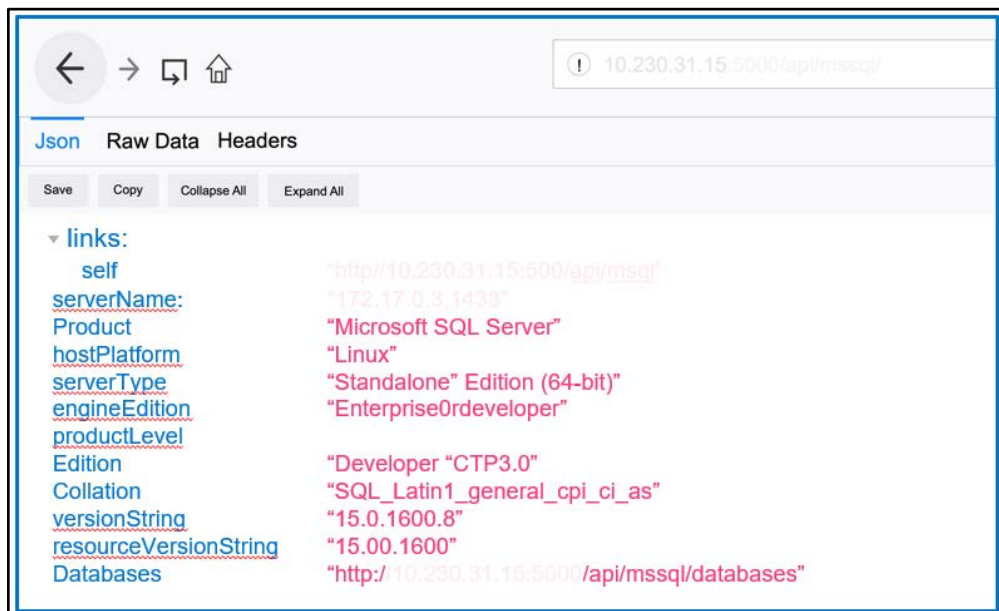 ! 10.230.31.15:5000/api/mssql/
Json Raw Data Headers
Save Copy Collapse All Expand All
links:
self "http//10.230.31.15:500/api/msql"
serverName: "172.17.0.3.1433"
Product “Microsoft SQL Server”
hostPlatform “Linux”
serverType “Standalone” Edition (64-bit)”
engineEdition “Enterprise0rdeveloper”
productLevel
Edition “Developer “CTP3.0”
Collation “SQL_Latin1_general_cpi_ci_as”
versionString “15.0.1600.8”
resourceVersionString “15.00.1600”
Databases “http:/10.230.31.15:5000/api/mssql/databases”